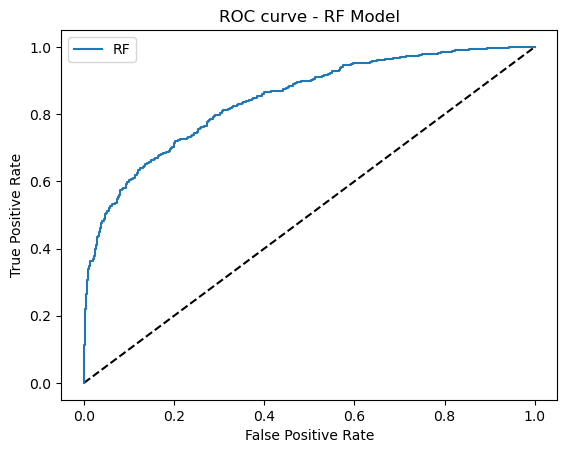 ROC curve - RF Model
RF
True Positive Rate
1.0
0.8
0.6
0.4
0.2
0.0
0.0 0.2 0.4 0.6 0.8 1.0
False Positive Rate